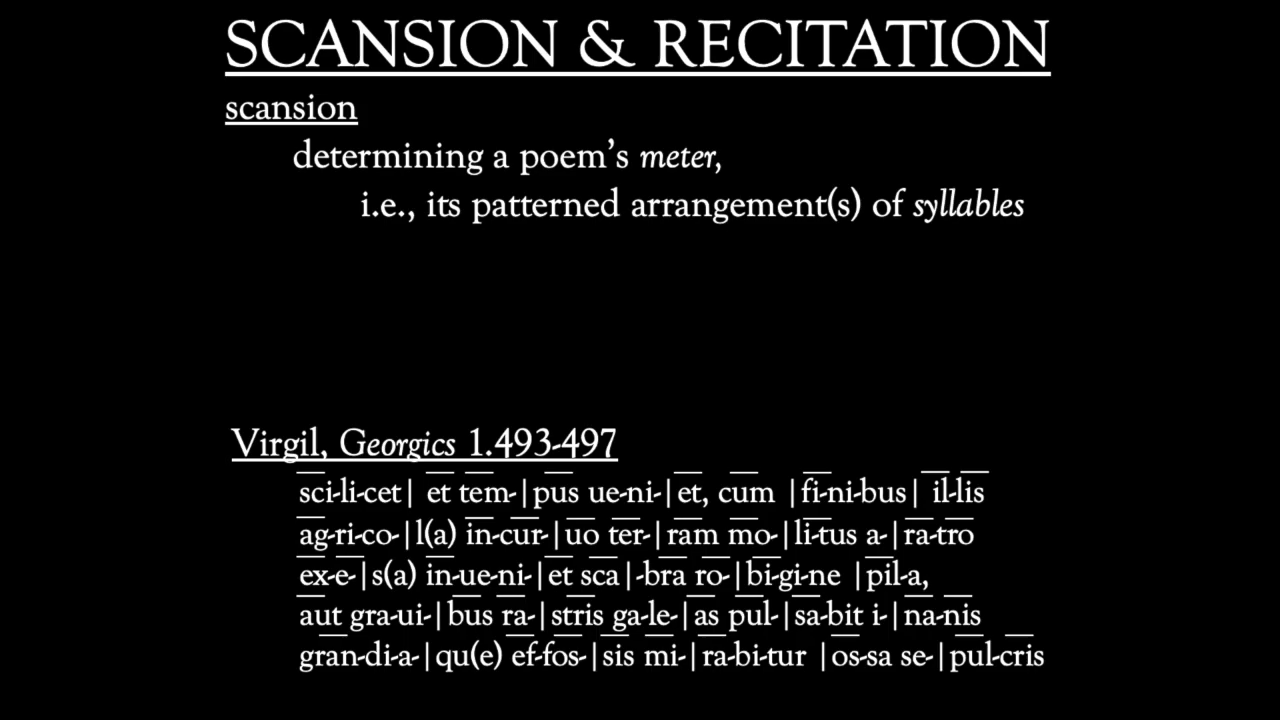 SCANSION & RECITATION
scansion
determining a poem's meter,
i.e., its patterned arrangement(s) of syllables
Virgil, Georgics 1.493-497
sci-li-cet| et tem-|pus ue-ni-|et, cum |fi-ni-bus| il-lis
ag-ri-co-|l(a) in-cur-|uo ter-|ram mo-|li-tus a-|ra-tro
ex-e-|s(a) in-ue-ni-|et sca|-bra ro-|bi-gi-ne |pil-a,
aut gra-ui-|bus ra-|stris ga-le-|as pul-|sa-bit i-|na-nis
gran-di-a-|qu(e) ef-fos-|sis mi-|ra-bi-tur |os-sa se-|pul-cris